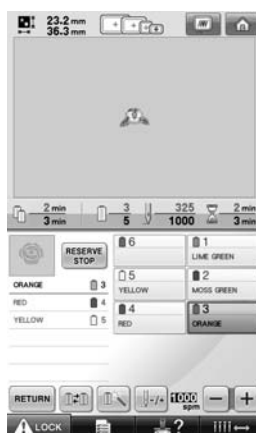 23.2 mm
36.3 mm
2 min
3 min
3
5
325
1000
2 min
3 min
RESERVE
STOP
ORANGE 3
RED 4
YELLOW 5
6
1
LIME GREEN
5
YELLOW
2
MOSS GREEN
4
RED
3
ORANGE
RETURN
-/+
1000
spm
- +
LOCK
?